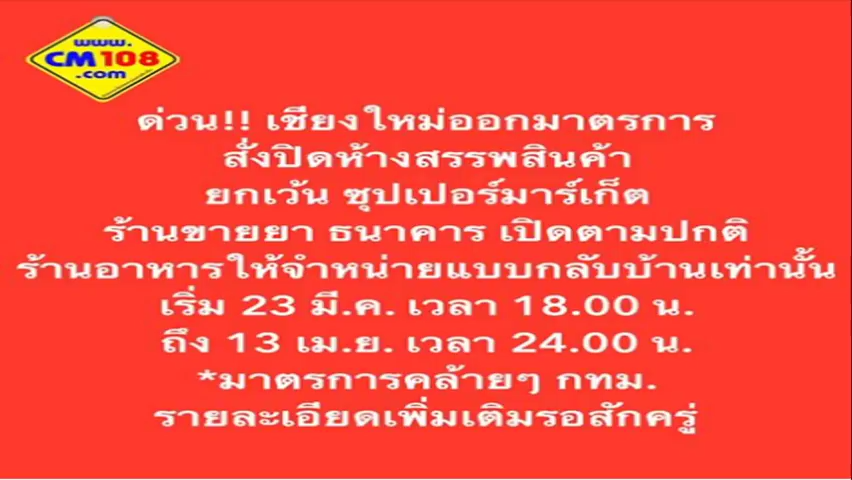 www.
CM108
.com
ด่วน!! เชียงใหม่ออกมาตรการ
สั่งปิดห้างสรรพสินค้า
ยกเว้น ซุปเปอร์มาร์เก็ต
ร้านขายยา ธนาคาร เปิดตามปกติ
ร้านอาหารให้จำหน่ายแบบกลับบ้านเท่านั้น
เริ่ม 23 มี.ค. เวลา 18.00 น.
ถึง 13 เม.ย. เวลา 24.00 น.
*มาตรการคล้ายๆ กทม.
รายละเอียดเพิ่มเติมรอสักครู่